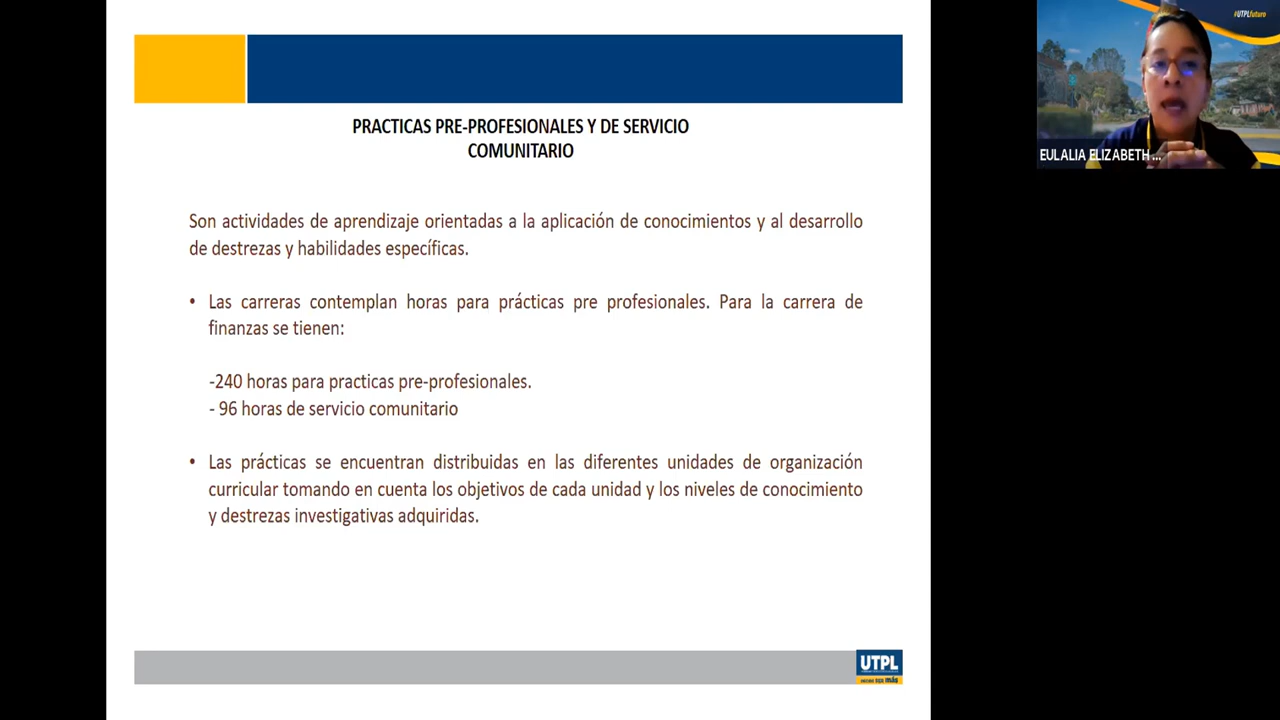 #UTPLfuturo
PRACTICAS PRE-PROFESIONALES Y DE SERVICIO
COMUNITARIO
EULALIA ELIZABETH ...
Son actividades de aprendizaje orientadas a la aplicación de conocimientos y al desarrollo
de destrezas y habilidades específicas.
• Las carreras contemplan horas para prácticas pre profesionales. Para la carrera de
finanzas se tienen:
-240 horas para practicas pre-profesionales.
- 96 horas de servicio comunitario
• Las prácticas se encuentran distribuidas en las diferentes unidades de organización
curricular tomando en cuenta los objetivos de cada unidad y los niveles de conocimiento
y destrezas investigativas adquiridas.
UTPL
DECIDE SER más